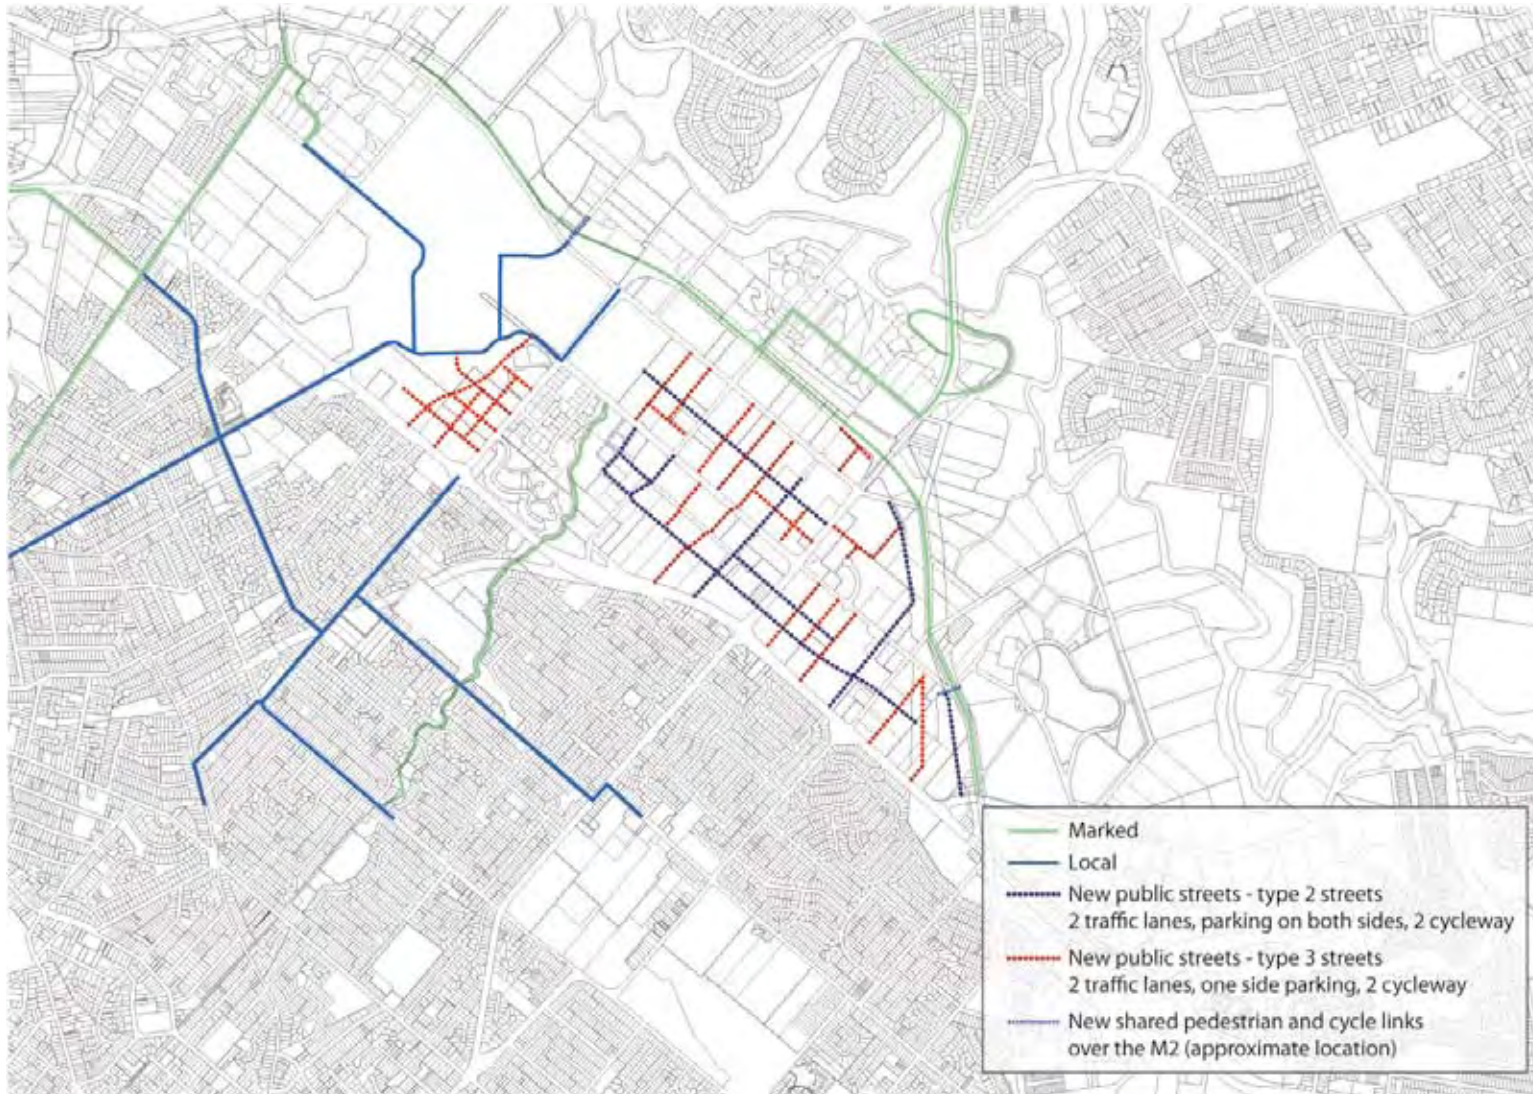 Marked
Local
New public streets - type 2 streets
2 traffic lanes, parking on both sides, 2 cycleway
New public streets - type 3 streets
2 traffic lanes, one side parking, 2 cycleway
New shared pedestrian and cycle links
over the M2 (approximate location)